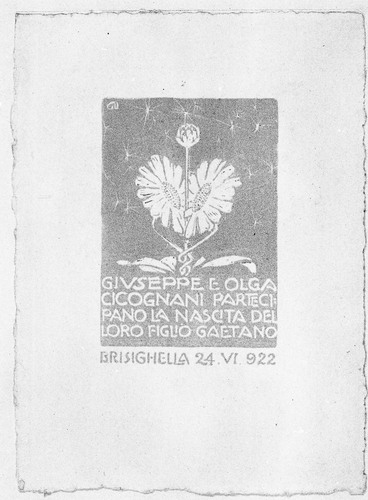 GIVSEPPE E OLGA
CICOGNANI PARTECI-
PANO LA NASCITA DEL
LORO FIGLIO GAETANO
BRISIGHELLA 24. VI. 922